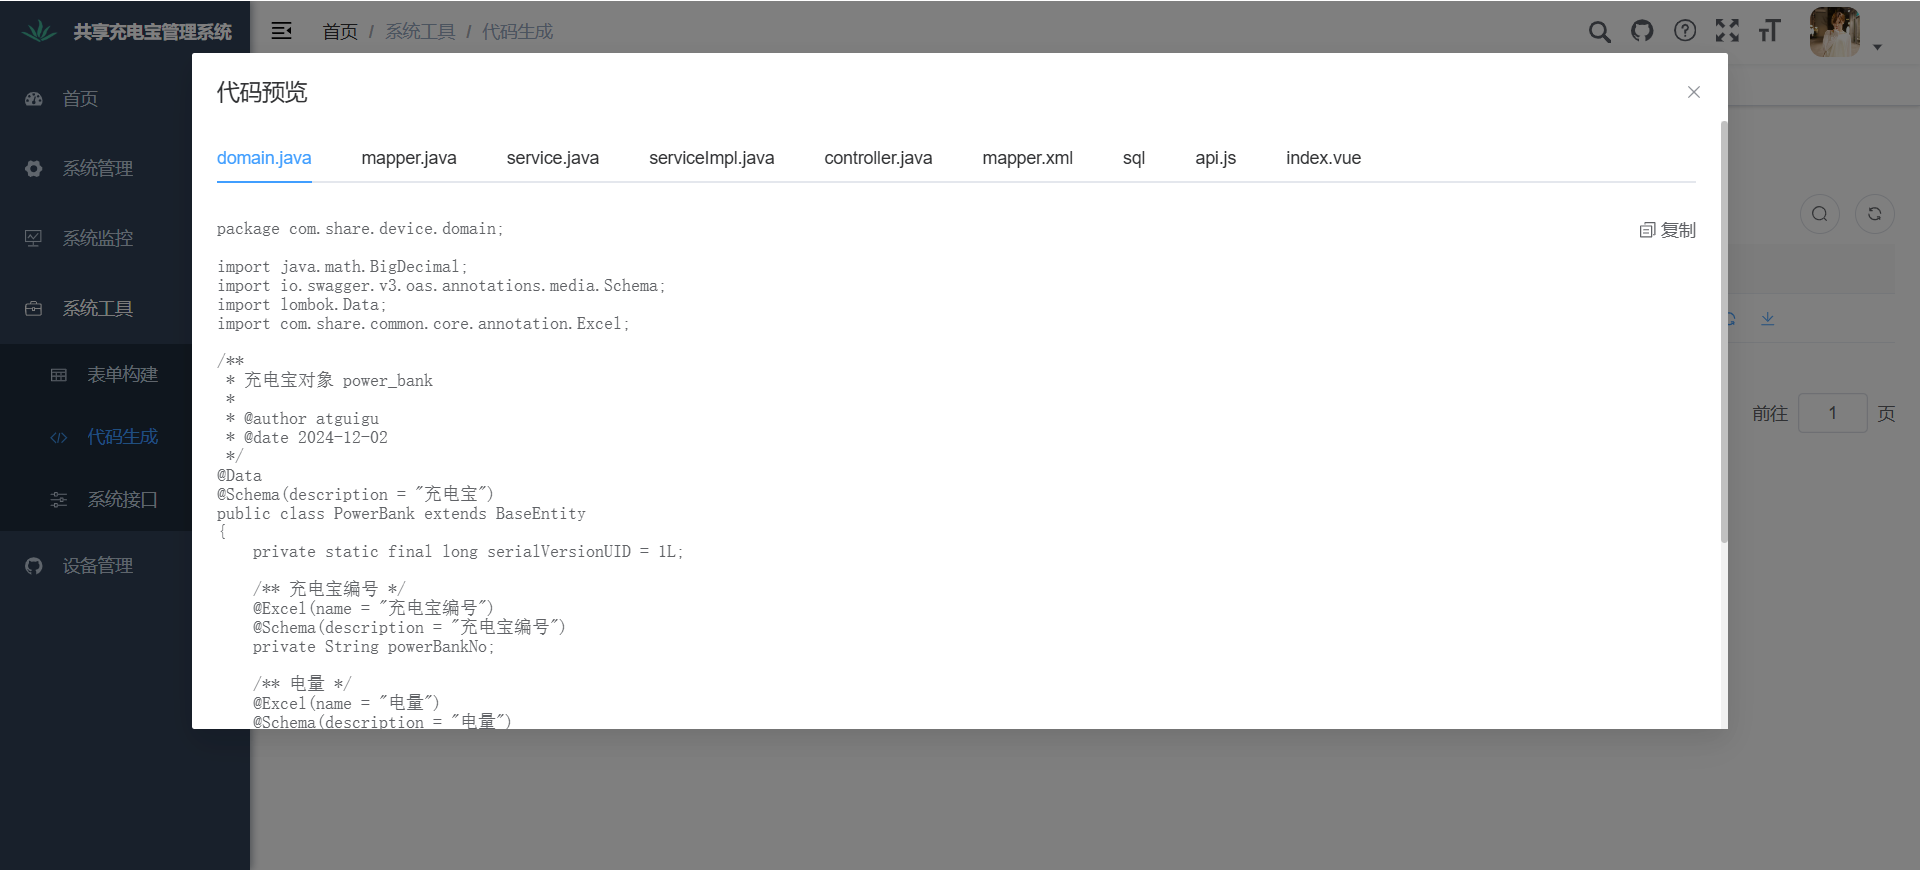 共享充电宝管理系统
首页 / 系统工具 / 代码生成
首页
系统管理
系统监控
系统工具
表单构建
代码生成
系统接口
设备管理
代码预览
domain.java mapper.java service.java serviceImpl.java controller.java mapper.xml sql api.js index.vue
复制
package com.share.device.domain;
import java.math.BigDecimal;
import io.swagger.v3.oas.annotations.media.Schema;
import lombok.Data;
import com.share.common.core.annotation.Excel;
/**
 * 充电宝对象 power_bank
 *
 * @author atguigu
 * @date 2024-12-02
 */
@Data
@Schema(description = "充电宝")
public class PowerBank extends BaseEntity
{
    private static final long serialVersionUID = 1L;
    /** 充电宝编号 */
    @Excel(name = "充电宝编号")
    @Schema(description = "充电宝编号")
    private String powerBankNo;
    /** 电量 */
    @Excel(name = "电量")
    @Schema(description = "电量")
前往 1 页